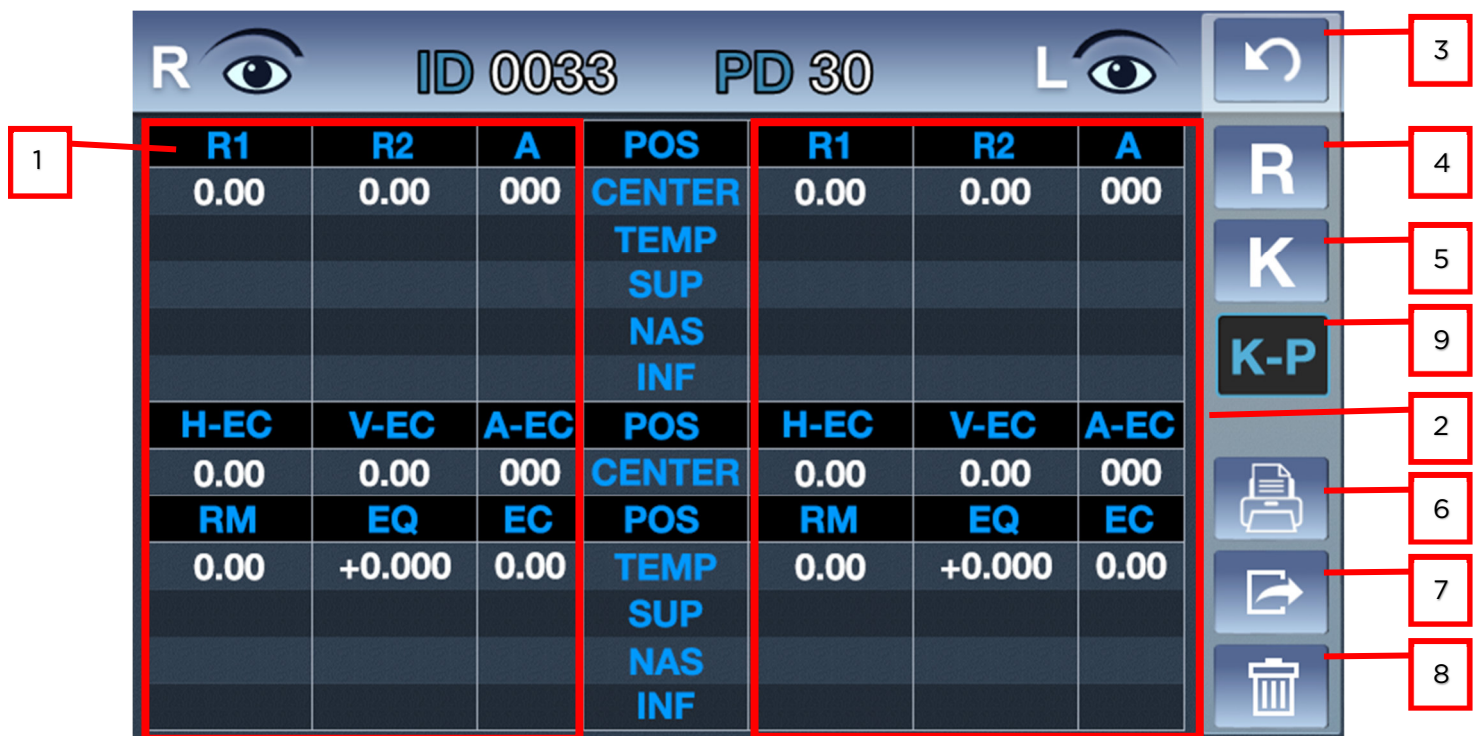 R ID 0033 PD 30 L 3
1 R1 R2 A POS R1 R2 A R 4
0.00 0.00 000 CENTER 0.00 0.00 000
TEMP K 5
SUP
NAS K-P 9
INF
H-EC V-EC A-EC POS H-EC V-EC A-EC 2
0.00 0.00 000 CENTER 0.00 0.00 000
RM EQ EC POS RM EQ EC 6
0.00 +0.000 0.00 TEMP 0.00 +0.000 0.00 7
SUP
NAS 8
INF